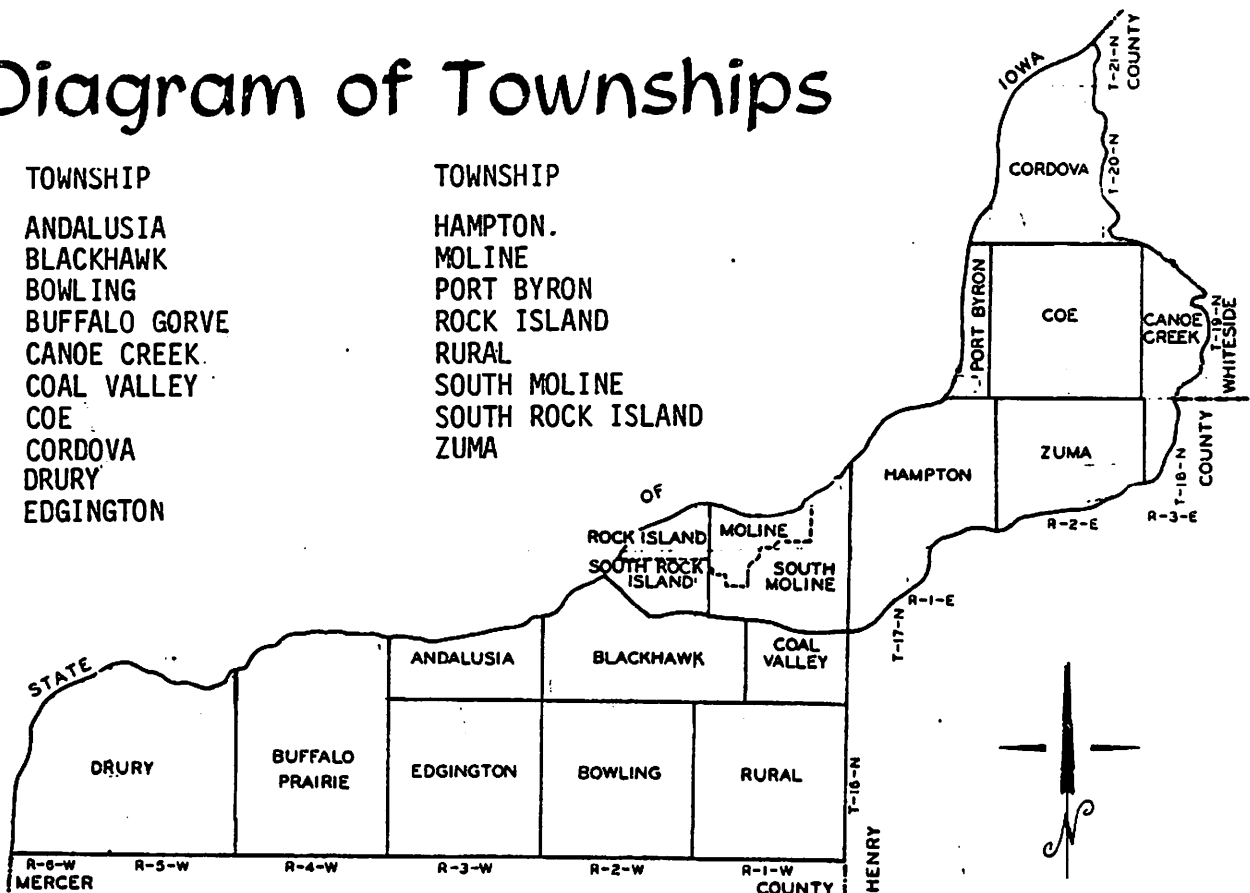 Diagram of Townships
TOWNSHIP
ANDALUSIA
BLACKHAWK
BOWLING
BUFFALO GORVE
CANOE CREEK
COAL VALLEY
COE
CORDOVA
DRURY
EDGINGTON
TOWNSHIP
HAMPTON.
MOLINE
PORT BYRON
ROCK ISLAND
RURAL
SOUTH MOLINE
SOUTH ROCK ISLAND
ZUMA
IOWA
T-21-N
COUNTY
CORDOVA
T-20-N
PORT BYRON
COE
CANOE
CREEK
T-19-N
WHITESIDE
HAMPTON
ZUMA
T-18-N
COUNTY
R-2-E
R-3-E
OF
ROCK ISLAND
MOLINE
SOUTH ROCK
ISLAND
SOUTH
MOLINE
R-1-E
T-17-N
STATE
ANDALUSIA
BLACKHAWK
COAL
VALLEY
DRURY
BUFFALO
PRAIRIE
EDGINGTON
BOWLING
RURAL
T-16-N
HENRY
R-6-W
R-5-W
R-4-W
R-3-W
R-2-W
R-1-W
MERCER
COUNTY
N